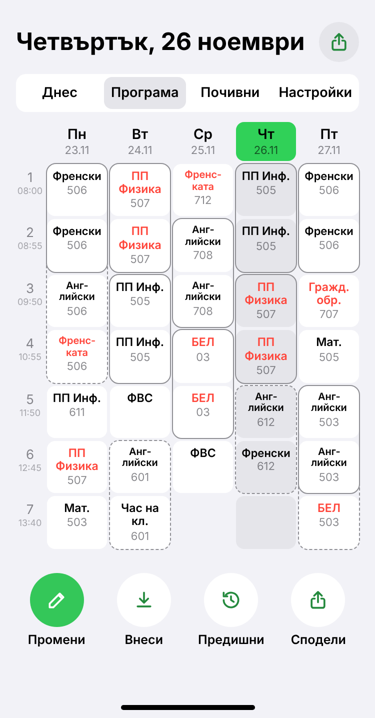 Четвъртък, 26 ноември
Днес Програма Почивни Настройки
Пн Вт Ср Чт Пт
23.11 24.11 25.11 26.11 27.11
1
08:00
Френски
506
ПП
Физика
507
Френс-
ката
712
ПП Инф.
505
Френски
506
2
08:55
Френски
506
ПП
Физика
507
Анг-
лийски
708
ПП Инф.
505
Френски
506
3
09:50
Анг-
лийски
506
ПП Инф.
505
Анг-
лийски
708
ПП
Физика
507
Гражд.
обр.
707
4
10:55
Френс-
ката
506
ПП Инф.
505
БЕЛ
03
ПП
Физика
507
Мат.
505
5
11:50
ПП Инф.
611
ФВС
БЕЛ
03
Анг-
лийски
612
Анг-
лийски
503
6
12:45
ПП
Физика
507
Анг-
лийски
601
ФВС
Френски
612
Анг-
лийски
503
7
13:40
Мат.
503
Час на
кл.
601
БЕЛ
503
Промени Внеси Предишни Сподели